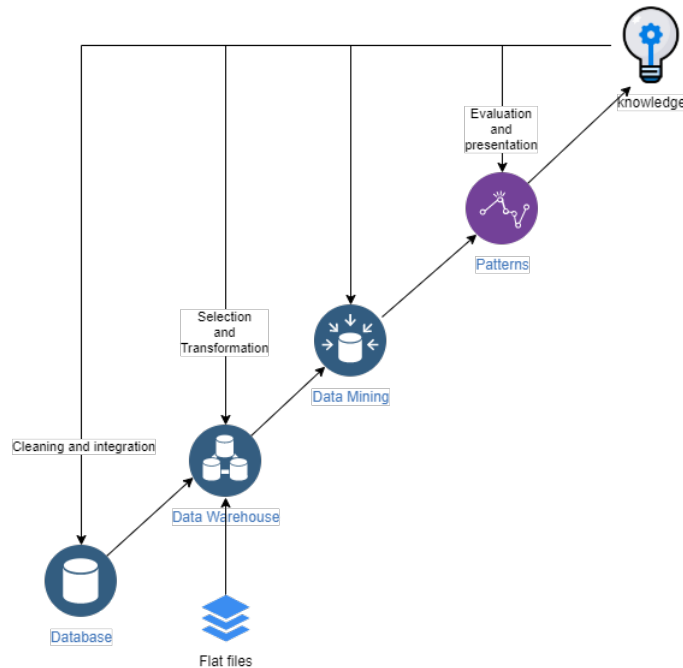 knowledge
Evaluation
and
presentation
Patterns
Selection
and
Transformation
Data Mining
Cleaning and integration
Data Warehouse
Database
Flat files